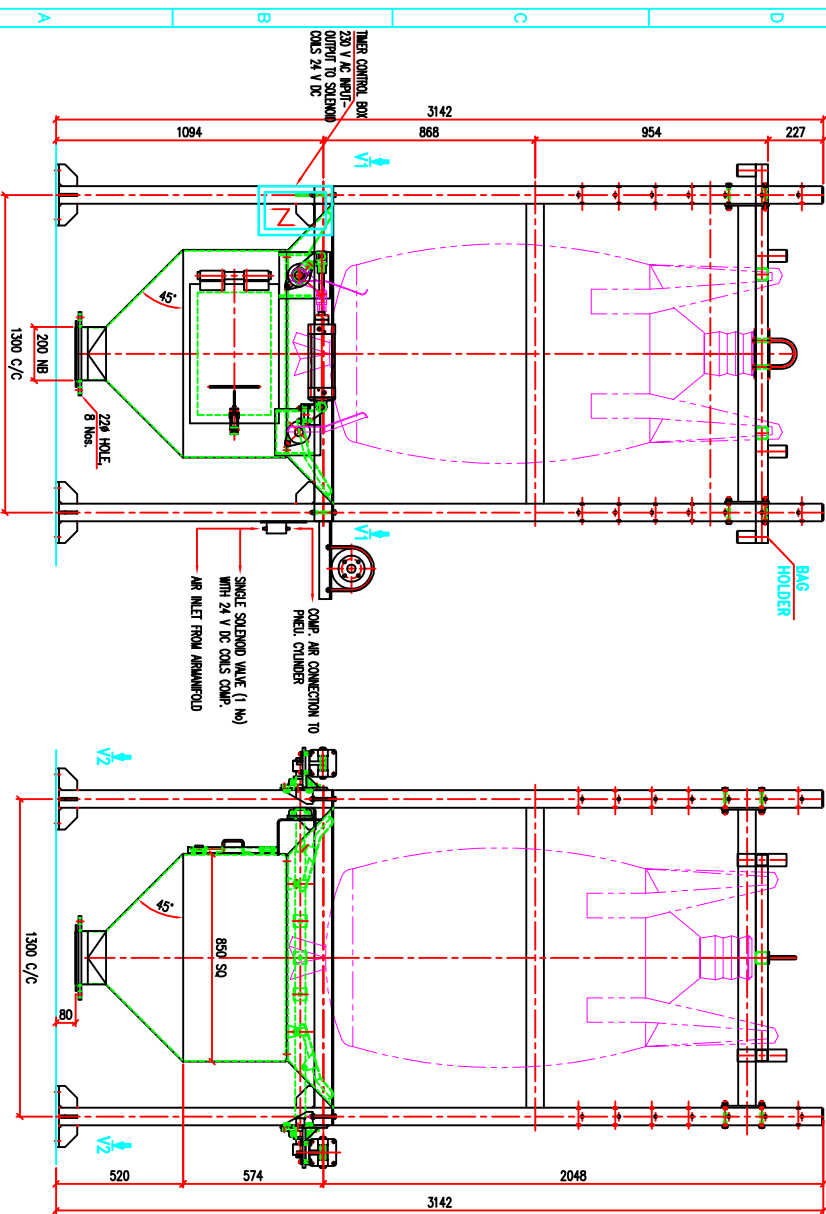 A
B
C
D
TIMER CONTROL BOX
230 V AC INPUT-
OUTPUT TO SOLENOID
COILS 24 V DC
3142
1094
868
954
227
V1
Z
45°
200 NB
1300 C/C
22ø HOLE,
8 Nos.
V1
BAG
HOLDER
COMP. AIR CONNECTION TO
PNEU. CYLINDER
SINGLE SOLENOID VALVE (1 No)
WITH 24 V DC COILS COMP.
AIR INLET FROM AIRMANIFOLD
V2
45°
850 SQ
1300 C/C
80
V2
520
574
2048
3142